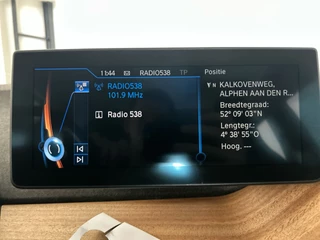 11:44 RADIO538 TP
Positie
RADIO538
101.9 MHz
Radio 538
KALKOVENWEG,
ALPHEN AAN DEN R...
Breedtegraad:
52° 09' 03"N
Lengtegr.:
4° 38' 55"O
Hoog. ---